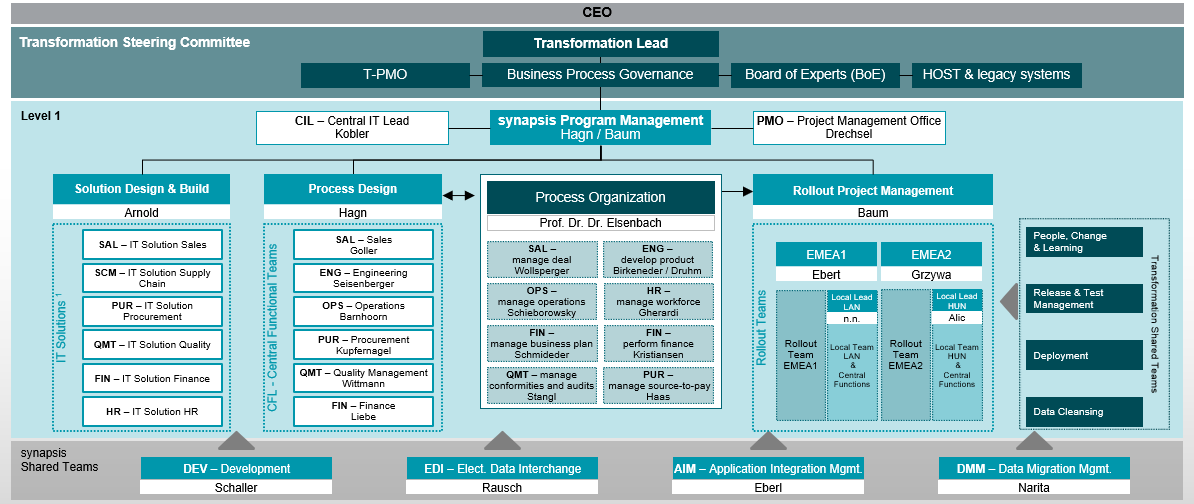 CEO
Transformation Steering Committee
Transformation Lead
T-PMO
Business Process Governance
Board of Experts (BoE)
HOST & legacy systems
Level 1
CIL – Central IT Lead
Kobler
synapsis Program Management
Hagn / Baum
PMO – Project Management Office
Drechsel
Solution Design & Build
Arnold
IT Solutions 1
SAL – IT Solution Sales
SCM – IT Solution Supply
Chain
PUR – IT Solution
Procurement
QMT – IT Solution Quality
FIN – IT Solution Finance
HR – IT Solution HR
Process Design
Hagn
CFL - Central Functional Teams
SAL – Sales
Goller
ENG – Engineering
Seisenberger
OPS – Operations
Barnhoorn
PUR – Procurement
Kupfernagel
QMT – Quality Management
Wittmann
FIN – Finance
Liebe
Process Organization
Prof. Dr. Dr. Elsenbach
SAL –
manage deal
Wollsperger
ENG –
develop product
Birkeneder / Druhm
OPS –
manage operations
Schieborowsky
HR –
manage workforce
Gherardi
FIN –
manage business plan
Schmideder
FIN –
perform finance
Kristiansen
QMT – manage
conformities and audits
Stangl
PUR –
manage source-to-pay
Haas
Rollout Project Management
Baum
Rollout Teams
EMEA1
Ebert
EMEA2
Grzywa
Rollout
Team
EMEA1
Local Lead
LAN
n.n.
Local Team
LAN
&
Central
Functions
Rollout
Team
EMEA2
Local Lead
HUN
Alic
Local Team
HUN
&
Central
Functions
People, Change
& Learning
Release & Test
Management
Deployment
Data Cleansing
Transformation Shared Teams
synapsis
Shared Teams
DEV – Development
Schaller
EDI – Elect. Data Interchange
Rausch
AIM – Application Integration Mgmt.
Eberl
DMM – Data Migration Mgmt.
Narita